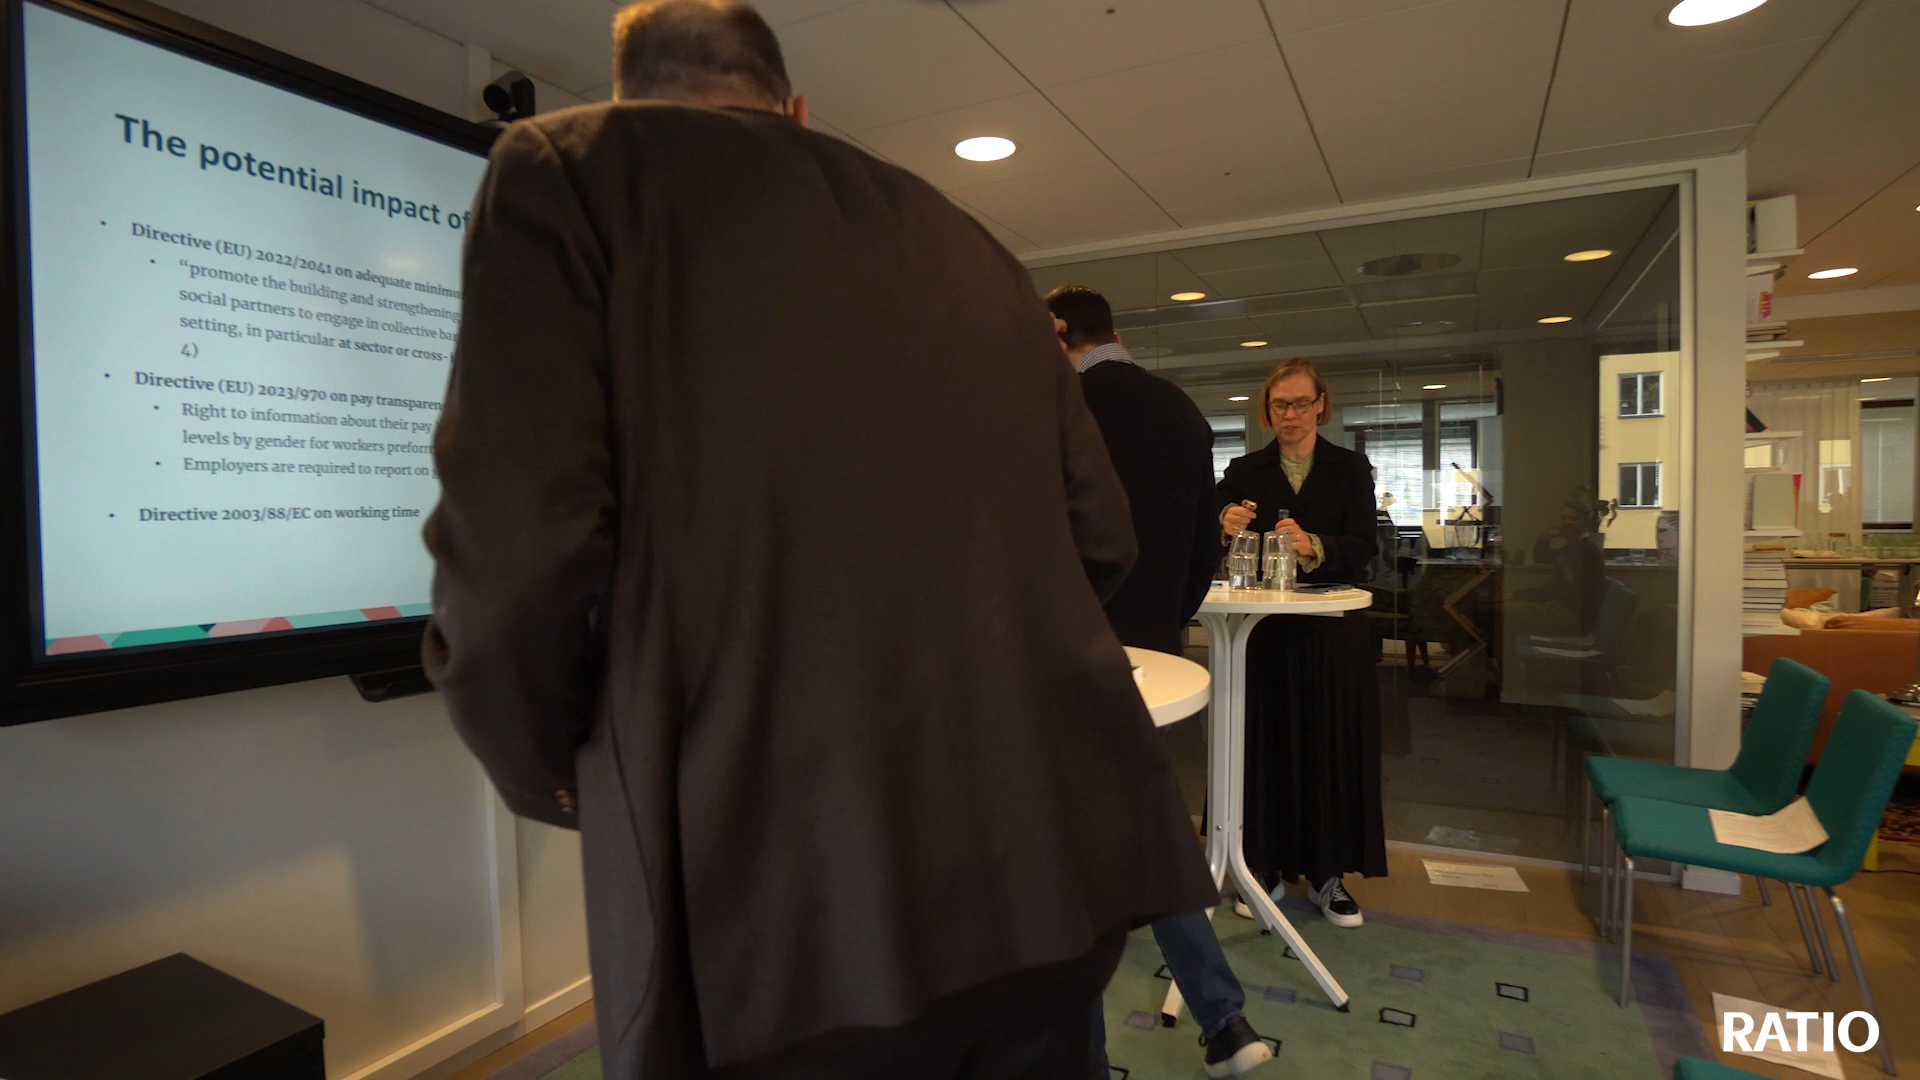 The potential impact of
• Directive (EU) 2022/2041 on adequate minimu
• “promote the building and strengthening
social partners to engage in collective bar
setting, in particular at sector or cross-i
4)
• Directive (EU) 2023/970 on pay transparen
• Right to information about their pay
levels by gender for workers preform
• Employers are required to report on g
• Directive 2003/88/EC on working time
RATIO